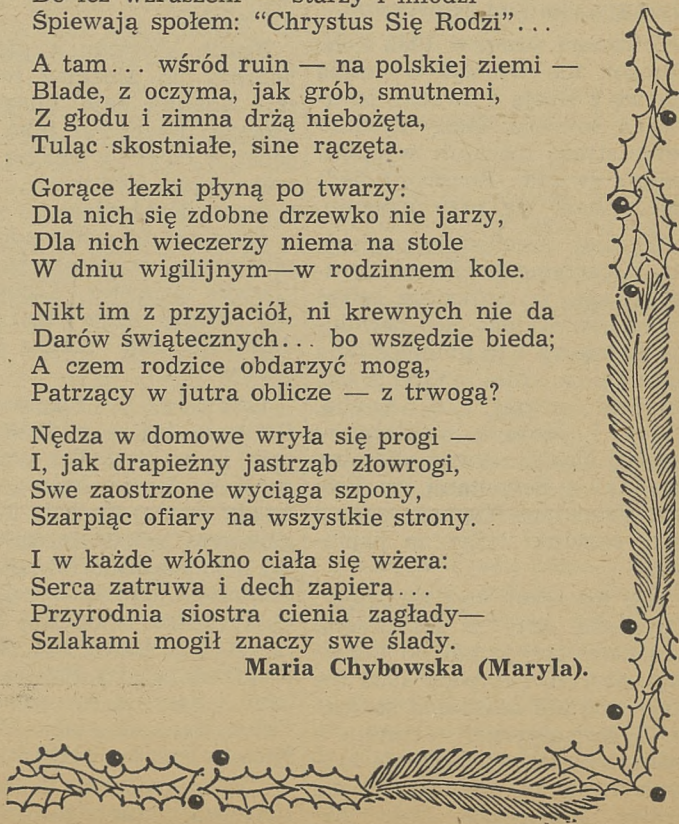 Śpiewają społem: “Chrystus Się Rodzi”...
A tam... wśród ruin — na polskiej ziemi —
Blade, z oczyma, jak grób, smutnemi,
Z głodu i zimna drżą niebożęta,
Tuląc skostniałe, sine rączęta.
Gorące łezki płyną po twarzy:
Dla nich się zdobne drzewko nie jarzy,
Dla nich wieczerzy niema na stole
W dniu wigilijnym—w rodzinnem kole.
Nikt im z przyjaciół, ni krewnych nie da
Darów świątecznych... bo wszędzie bieda;
A czem rodzice obdarzyć mogą,
Patrzący w jutra oblicze — z trwogą?
Nędza w domowe wryła się progi —
I, jak drapieżny jastrząb złowrogi,
Swe zaostrzone wyciąga szpony,
Szarpiąc ofiary na wszystkie strony.
I w każde włókno ciała się wżera:
Serca zatruwa i dech zapiera...
Przyrodnia siostra cienia zagłady—
Szlakami mogił znaczy swe ślady.
Maria Chybowska (Maryla).